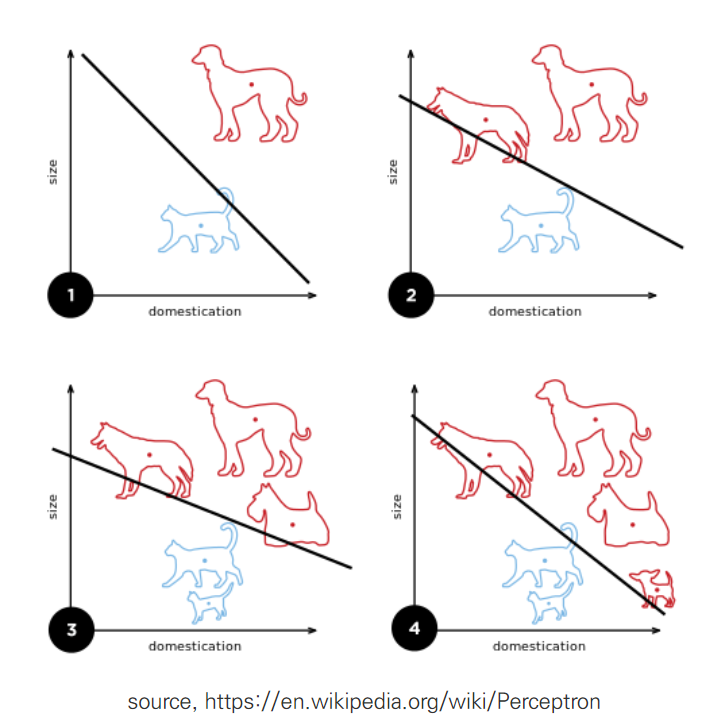 size
1
domestication
size
2
domestication
size
3
domestication
size
4
domestication
source, https://en.wikipedia.org/wiki/Perceptron